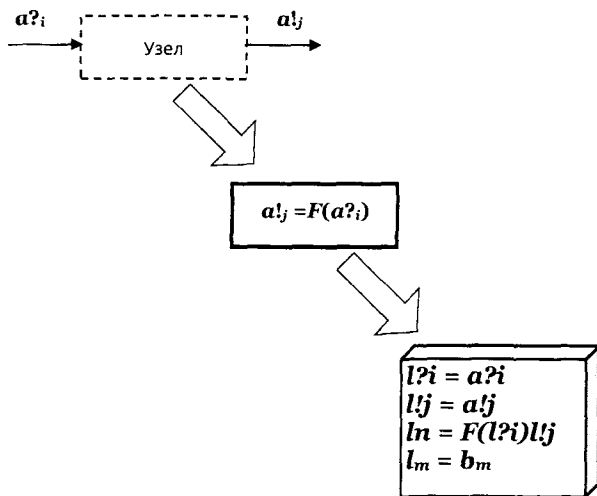 a?ᵢ
a!ⱼ
Узел
a!ⱼ =F(a?ᵢ)
l?i = a?i
l!j = a!j
ln = F(l?i)l!j
lₘ = bₘ